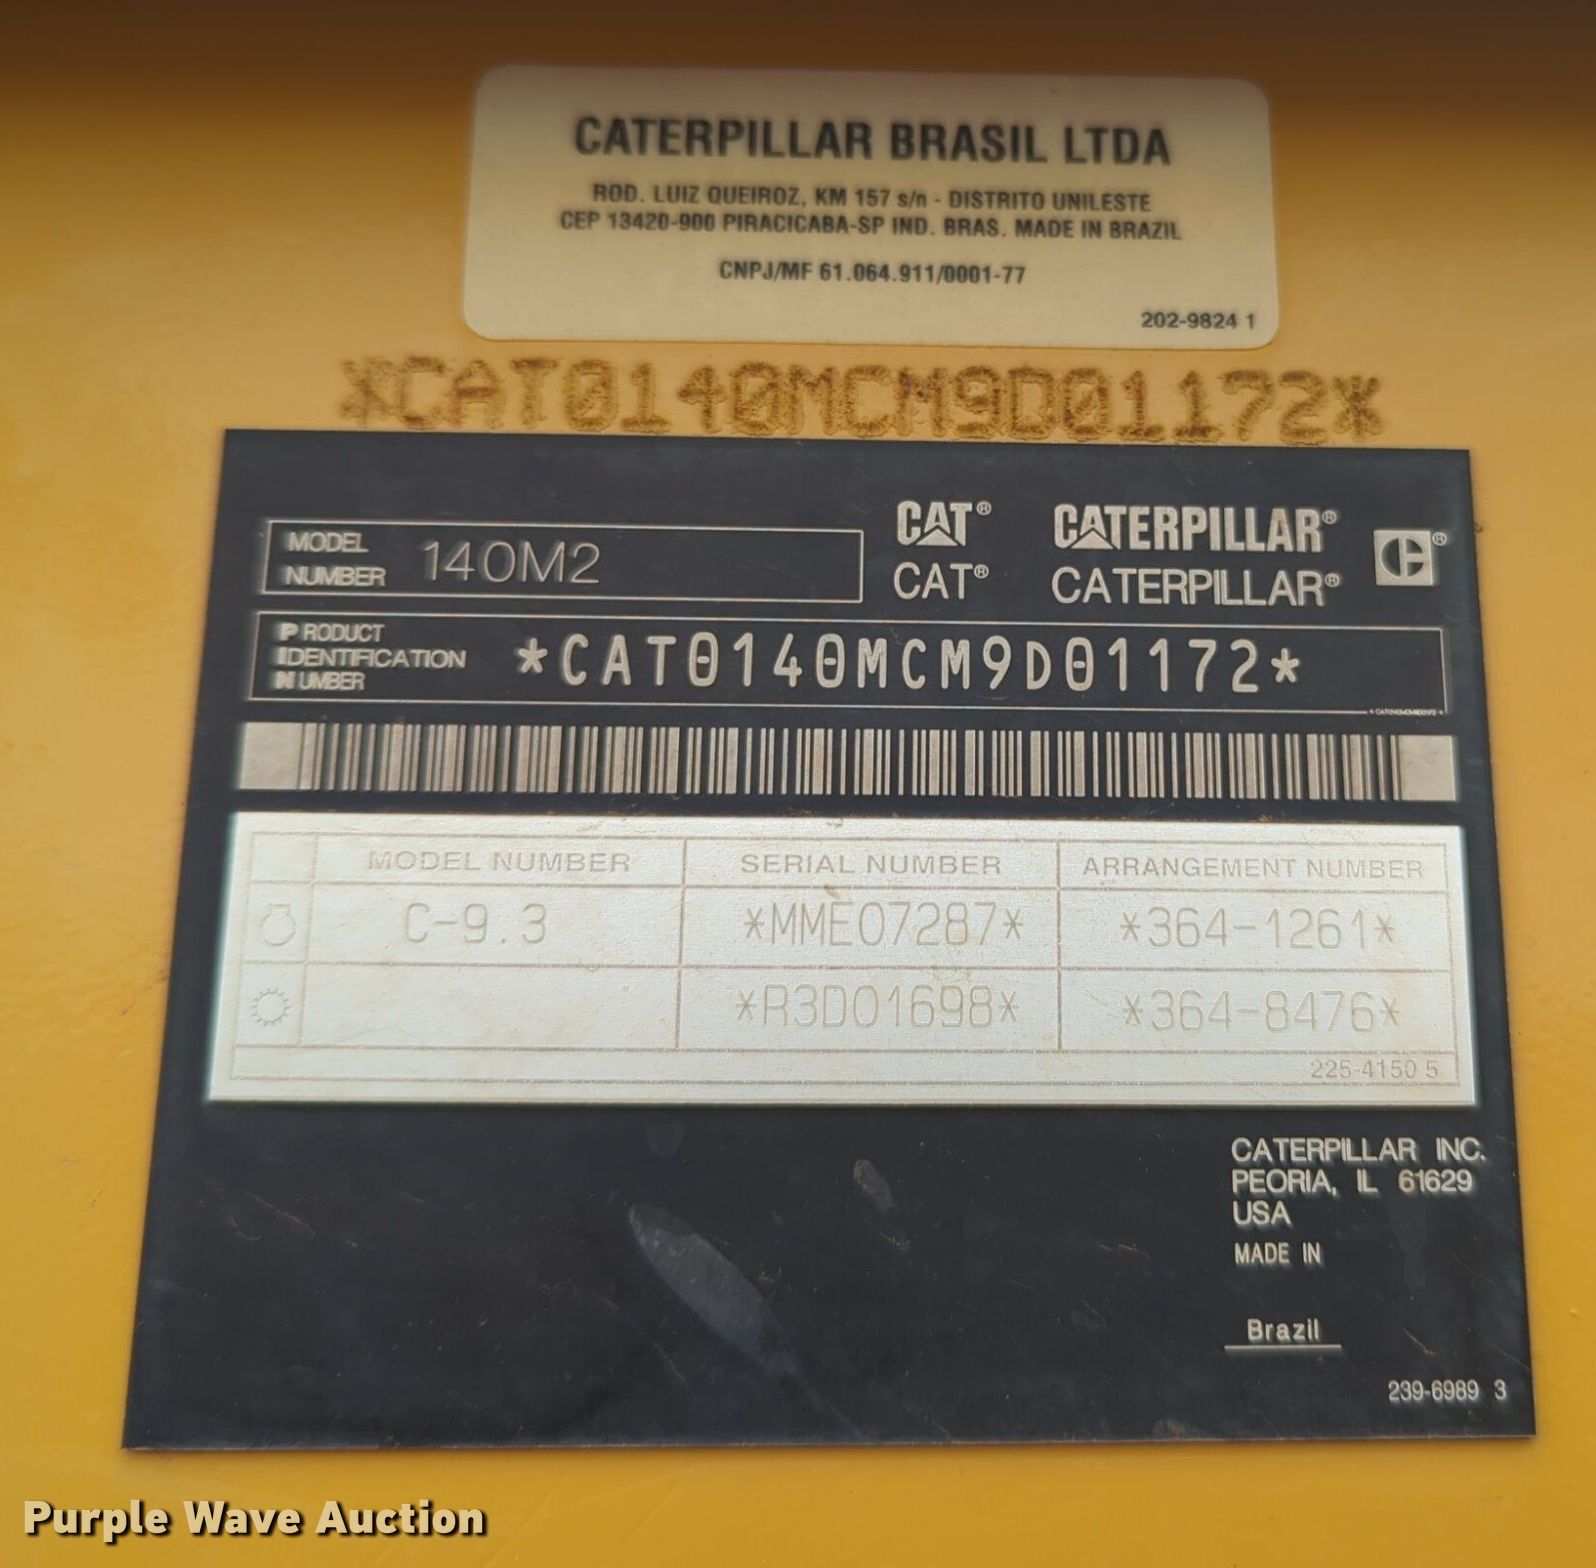 CATERPILLAR BRASIL LTDA
ROD. LUIZ QUEIROZ, KM 157 s/n - DISTRITO UNILESTE
CEP 13420-900 PIRACICABA-SP IND. BRAS. MADE IN BRAZIL
CNPJ/MF 61.064.911/0001-77
202-9824 1
*CAT0140MCM9D01172*
MODEL NUMBER 140M2
CAT® CATERPILLAR®
CAT® CATERPILLAR®
PRODUCT IDENTIFICATION NUMBER *CAT0140MCM9D01172*
*CAT0140MCM9D01172*
MODEL NUMBER SERIAL NUMBER ARRANGEMENT NUMBER
C-9.3 *MME07287* *364-1261*
*R3D01698* *364-8476*
225-4150 5
CATERPILLAR INC.
PEORIA, IL 61629
USA
MADE IN
Brazil
239-6989 3
Purple Wave Auction